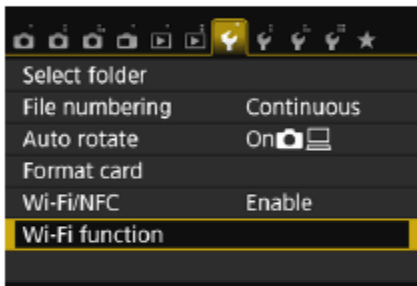 Select folder
File numbering Continuous
Auto rotate On
Format card
Wi-Fi/NFC Enable
Wi-Fi function